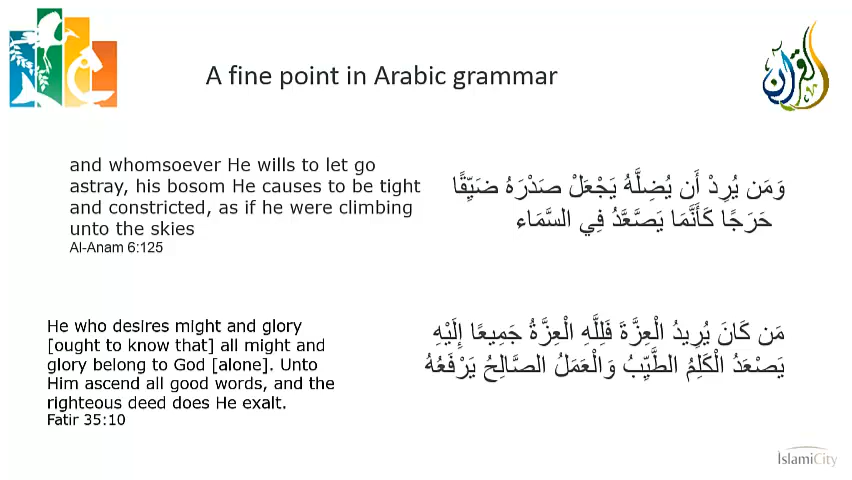 A fine point in Arabic grammar
القرآن
and whomsoever He wills to let go
astray, his bosom He causes to be tight
and constricted, as if he were climbing
unto the skies
Al-Anam 6:125
وَمَن يُرِدْ أَن يُضِلَّهُ يَجْعَلْ صَدْرَهُ ضَيِّقًا
حَرَجًا كَأَنَّمَا يَصَّعَّدُ فِي السَّمَاء
He who desires might and glory
[ought to know that] all might and
glory belong to God [alone]. Unto
Him ascend all good words, and the
righteous deed does He exalt.
Fatir 35:10
مَن كَانَ يُرِيدُ الْعِزَّةَ فَلِلَّهِ الْعِزَّةُ جَمِيعًا إِلَيْهِ
يَصْعَدُ الْكَلِمُ الطَّيِّبُ وَالْعَمَلُ الصَّالِحُ يَرْفَعُهُ
IslamiCity